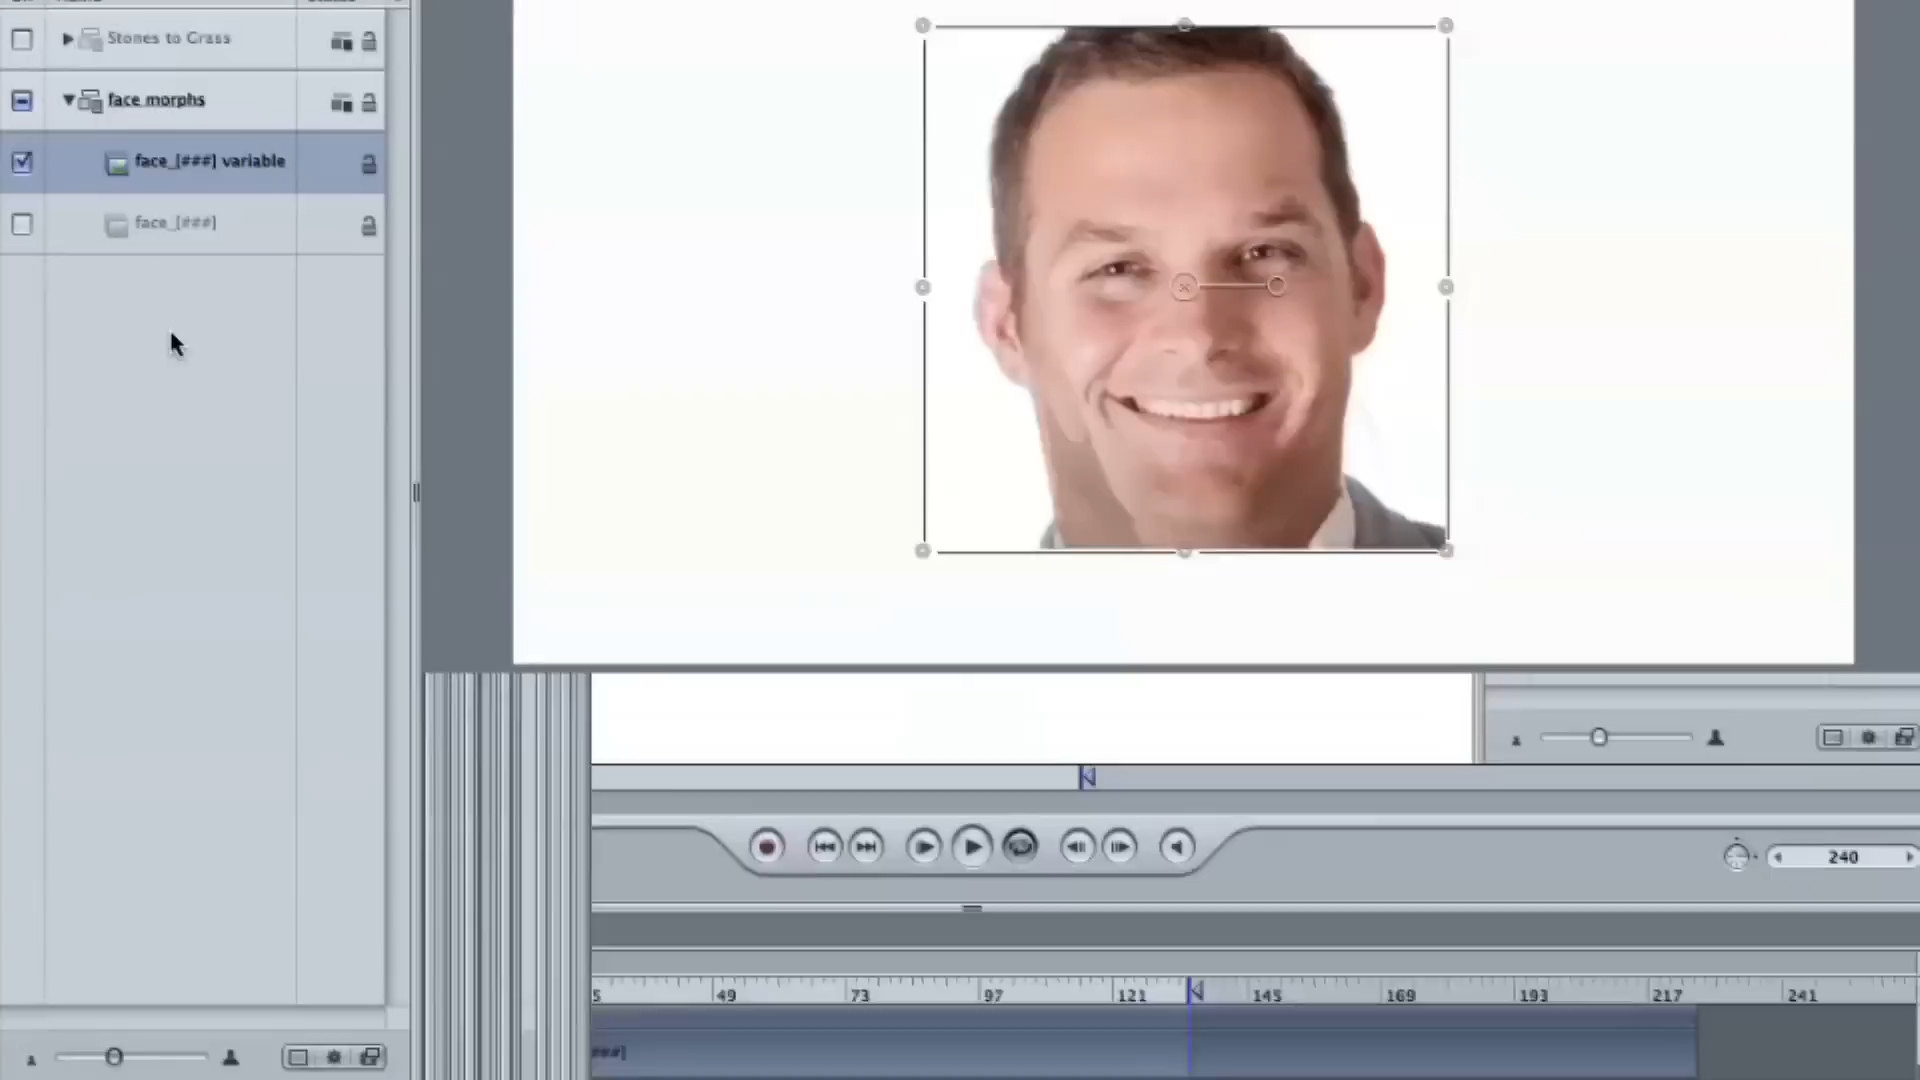 Stones to Grass
face morphs
face_[###] variable
face_[###]
240
49 73 97 121 145 169 193 217 241
###]